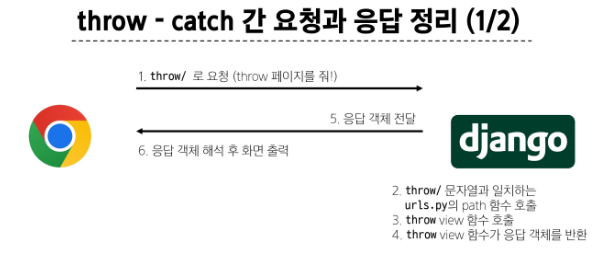 throw - catch 간 요청과 응답 정리 (1/2)
1. throw/ 로 요청 (throw 페이지를 줘!)
5. 응답 객체 전달
6. 응답 객체 해석 후 화면 출력
django
2. throw/ 문자열과 일치하는
urls.py의 path 함수 호출
3. throw view 함수 호출
4. throw view 함수가 응답 객체를 반환